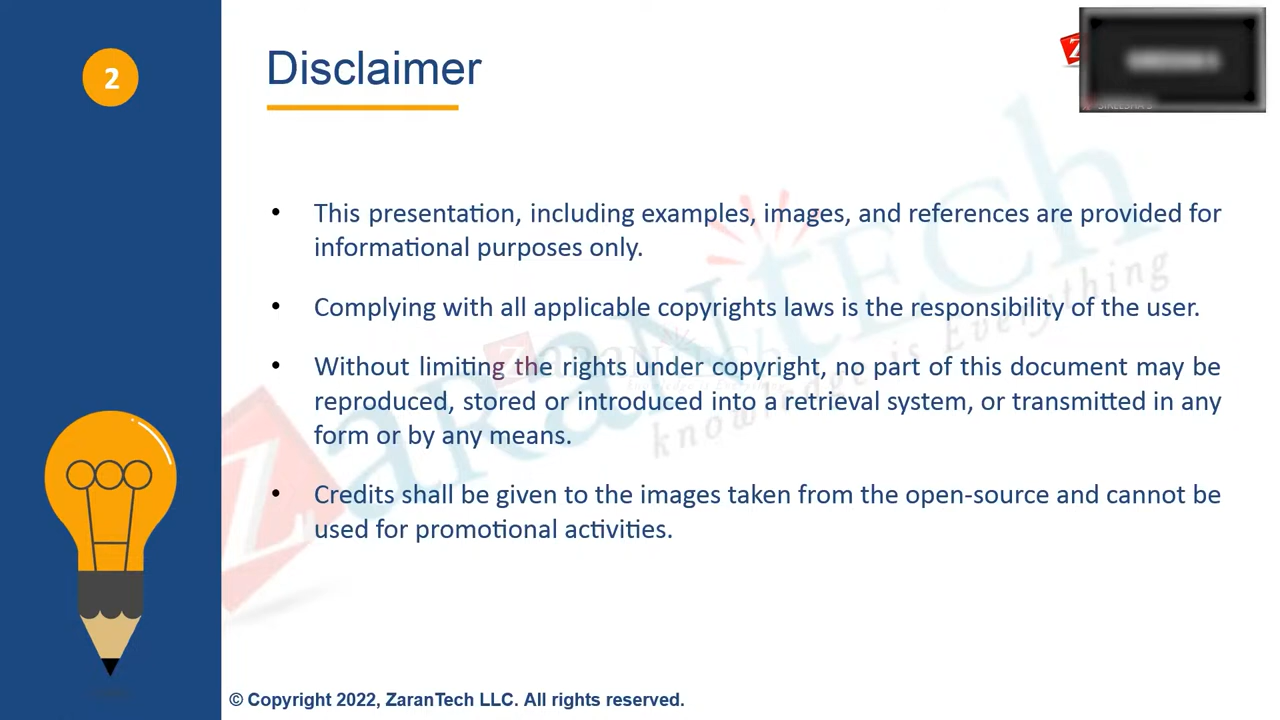 2
Disclaimer
• This presentation, including examples, images, and references are provided for
informational purposes only.
• Complying with all applicable copyrights laws is the responsibility of the user.
• Without limiting the rights under copyright, no part of this document may be
reproduced, stored or introduced into a retrieval system, or transmitted in any
form or by any means.
• Credits shall be given to the images taken from the open-source and cannot be
used for promotional activities.
ZaranTech
knowledge is Everything
© Copyright 2022, ZaranTech LLC. All rights reserved.